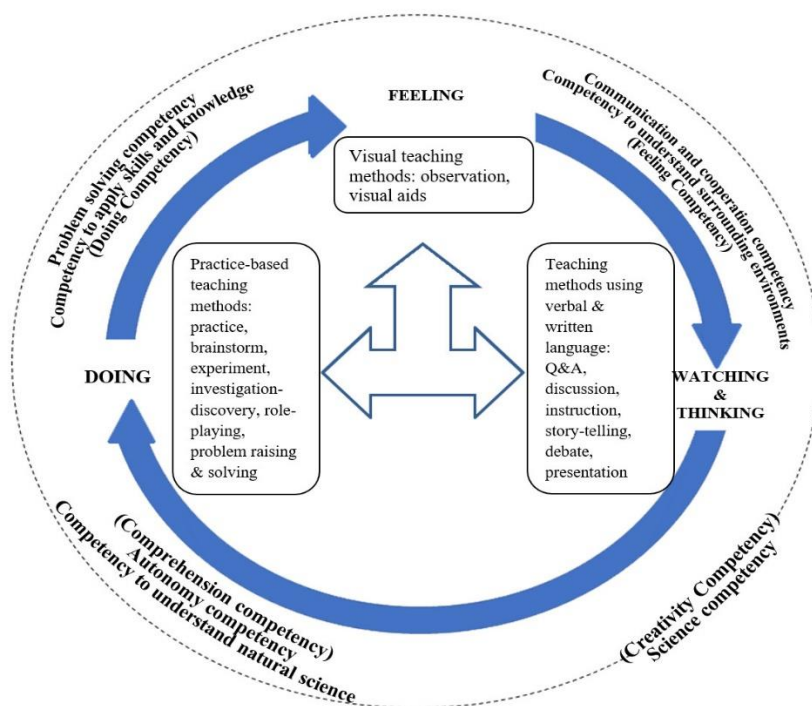 FEELING
Visual teaching
methods: observation,
visual aids
Communication and cooperation competency
Competency to understand surrounding environments
(Feeling Competency)
Problem solving competency
Competency to apply skills and knowledge
(Doing Competency)
Practice-based
teaching
methods:
practice,
brainstorm,
experiment,
investigation-
discovery, role-
playing,
problem raising
& solving
Teaching
methods using
verbal &
written
language:
Q&A,
discussion,
instruction,
story-telling,
debate,
presentation
DOING
WATCHING
&
THINKING
(Comprehension competency)
Autonomy competency
Competency to understand natural science
(Creativity Competency)
Science competency